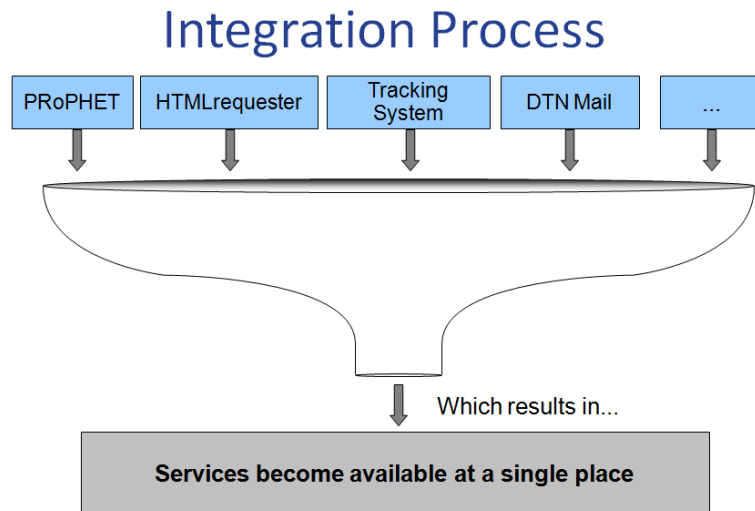 Integration Process
PRoPHET
HTMLrequester
Tracking
System
DTN Mail
...
Which results in...
Services become available at a single place